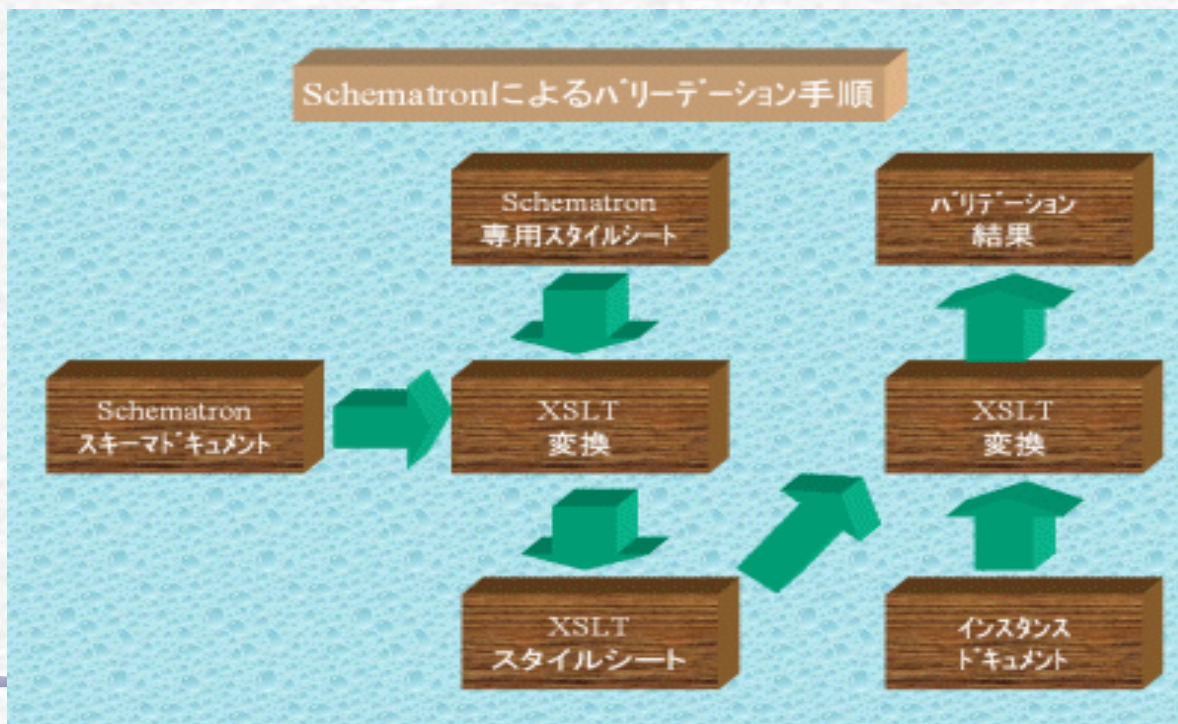 Schematronによるﾊﾞﾘｰﾃﾞｰｼｮﾝ手順
Schematron
専用ｽﾀｲﾙｼｰﾄ
ﾊﾞﾘﾃﾞｰｼｮﾝ
結果
Schematron
ｽｷｰﾏﾄﾞｷｭﾒﾝﾄ
XSLT
変換
XSLT
変換
XSLT
スタイルシート
ｲﾝｽﾀﾝｽ
ﾄﾞｷｭﾒﾝﾄ